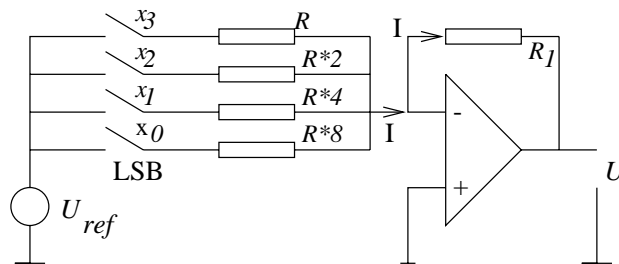 x3 R
x2 R*2
x1 R*4
x0 R*8
LSB
I
R1
I
-
+
U
Uref